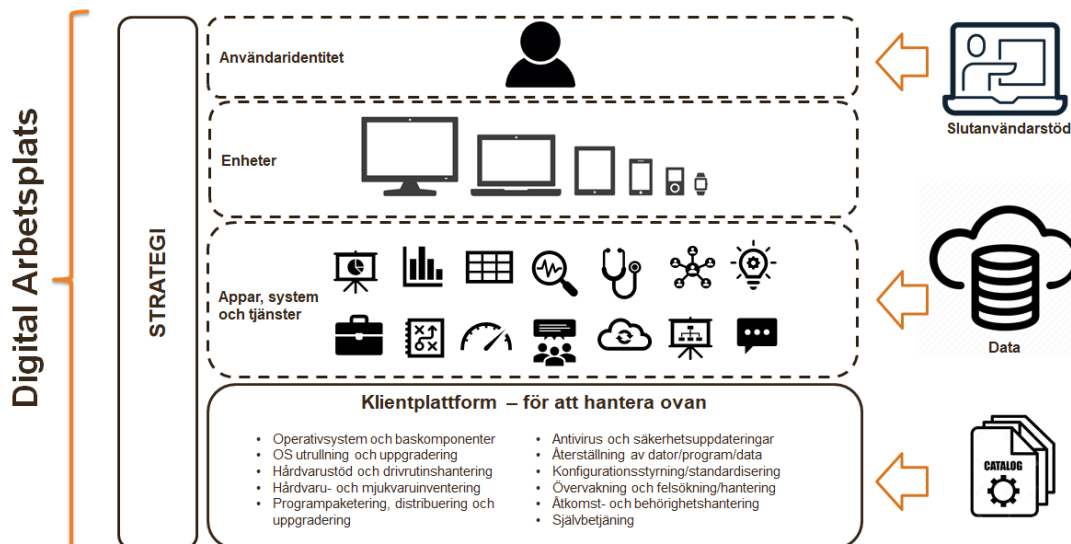 Digital Arbetsplats
STRATEGI
Användaridentitet
Enheter
Appar, system
och tjänster
Klientplattform – för att hantera ovan
• Operativsystem och baskomponenter
• OS utrullning och uppgradering
• Hårdvarustöd och drivrutinshantering
• Hårdvaru- och mjukvaruinventering
• Programpaketering, distribuering och
uppgradering
• Antivirus och säkerhetsuppdateringar
• Återställning av dator/program/data
• Konfigurationsstyrning/standardisering
• Övervakning och felsökning/hantering
• Åtkomst- och behörighetshantering
• Självbetjäning
Slutanvändarstöd
Data
CATALOG